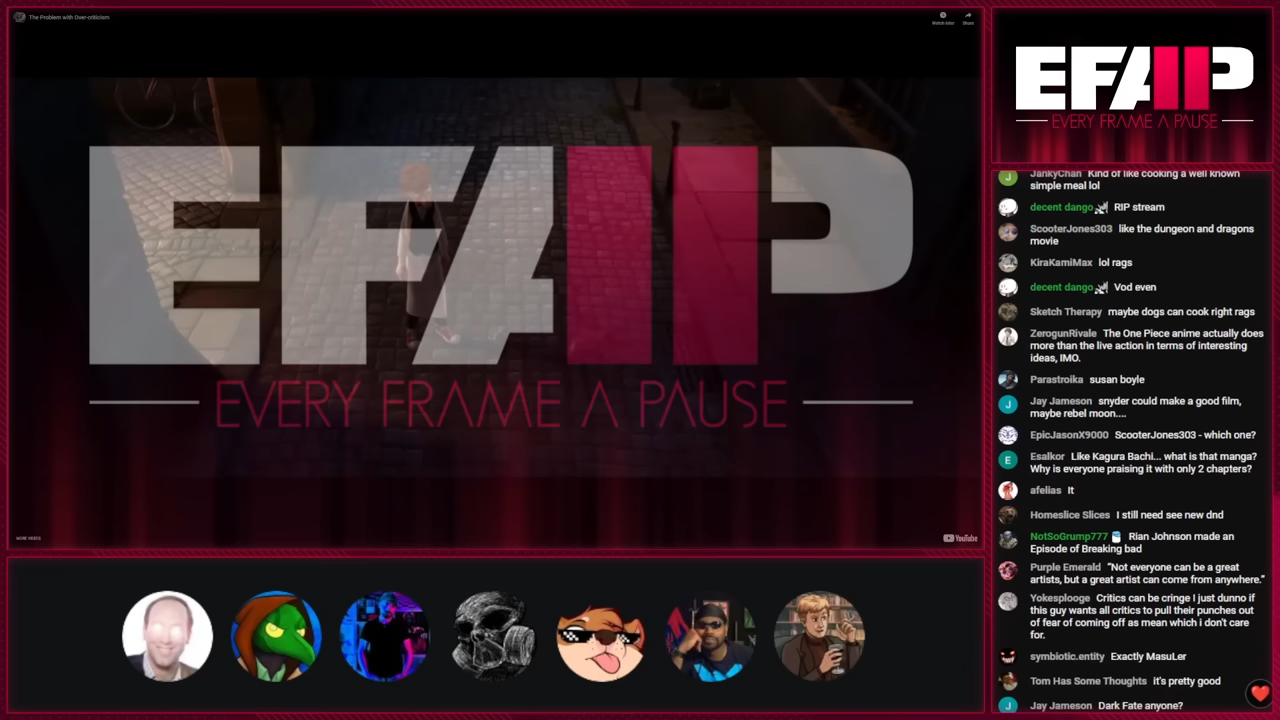 The Problem with Over-criticism
Watch later
Share
EFAP
EVERY FRAME A PAUSE
MORE VIDEOS
YouTube
EFAP
EVERY FRAME A PAUSE
J
JankyChan Kind of like cooking a well known
simple meal lol
decent dango RIP stream
ScooterJones303 like the dungeon and dragons
movie
KiraKamiMax lol rags
decent dango Vod even
Sketch Therapy maybe dogs can cook right rags
ZerogunRivale The One Piece anime actually does
more than the live action in terms of interesting
ideas, IMO.
Parastroika susan boyle
J
Jay Jameson snyder could make a good film,
maybe rebel moon....
EpicJasonX9000 ScooterJones303 - which one?
E
Esalkor Like Kagura Bachi... what is that manga?
Why is everyone praising it with only 2 chapters?
afelias It
Homeslice Slices I still need see new dnd
NotSoGrump777 Rian Johnson made an
Episode of Breaking bad
Purple Emerald “Not everyone can be a great
artists, but a great artist can come from anywhere.”
Yokesplooge Critics can be cringe I just dunno if
this guy wants all critics to pull their punches out
of fear of coming off as mean which i don't care
for.
symbiotic.entity Exactly MasuLer
Tom Has Some Thoughts it's pretty good
J
Jay Jameson Dark Fate anyone?